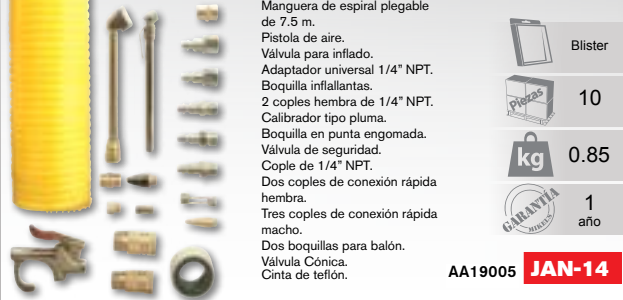 Manguera de espiral plegable
de 7.5 m.
Pistola de aire.
Válvula para inflado.
Adaptador universal 1/4” NPT.
Boquilla inflallantas.
2 coples hembra de 1/4” NPT.
Calibrador tipo pluma.
Boquilla en punta engomada.
Válvula de seguridad.
Cople de 1/4” NPT.
Dos coples de conexión rápida
hembra.
Tres coples de conexión rápida
macho.
Dos boquillas para balón.
Válvula Cónica.
Cinta de teflón.
Blister
Piezas
10
kg
0.85
GARANTÍA
MIKELS
1
año
AA19005 JAN-14